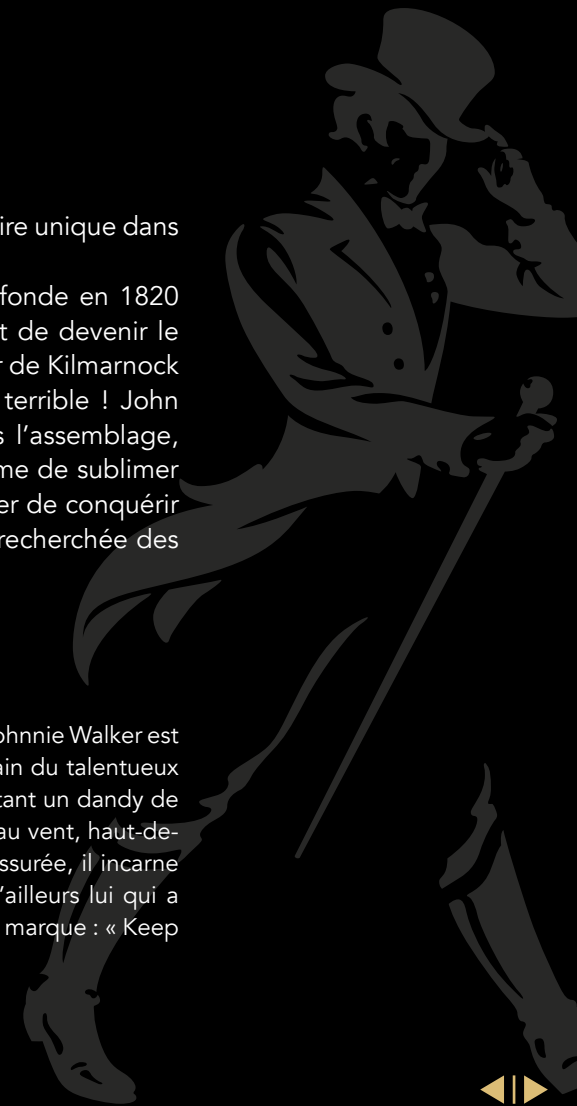 ire unique dans
fonde en 1820
t de devenir le
r de Kilmarnock
terrible ! John
s l'assemblage,
me de sublimer
er de conquérir
recherchée des
ohnnie Walker est
ain du talentueux
tant un dandy de
au vent, haut-de-
ssurée, il incarne
'ailleurs lui qui a
marque : « Keep